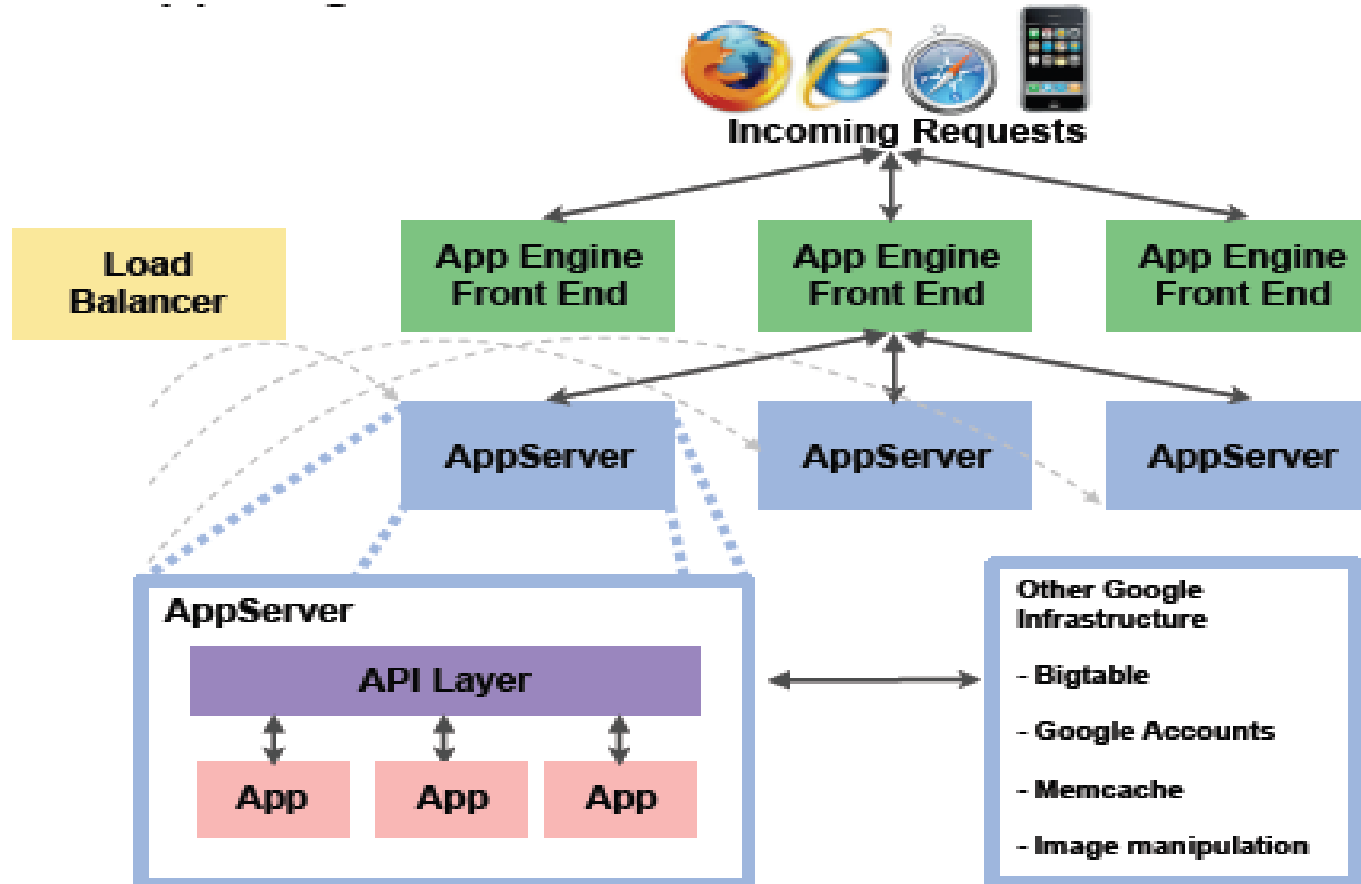 Incoming Requests
Load
Balancer
App Engine
Front End
App Engine
Front End
App Engine
Front End
AppServer
AppServer
AppServer
AppServer
API Layer
App
App
App
Other Google
Infrastructure
- Bigtable
- Google Accounts
- Memcache
- Image manipulation